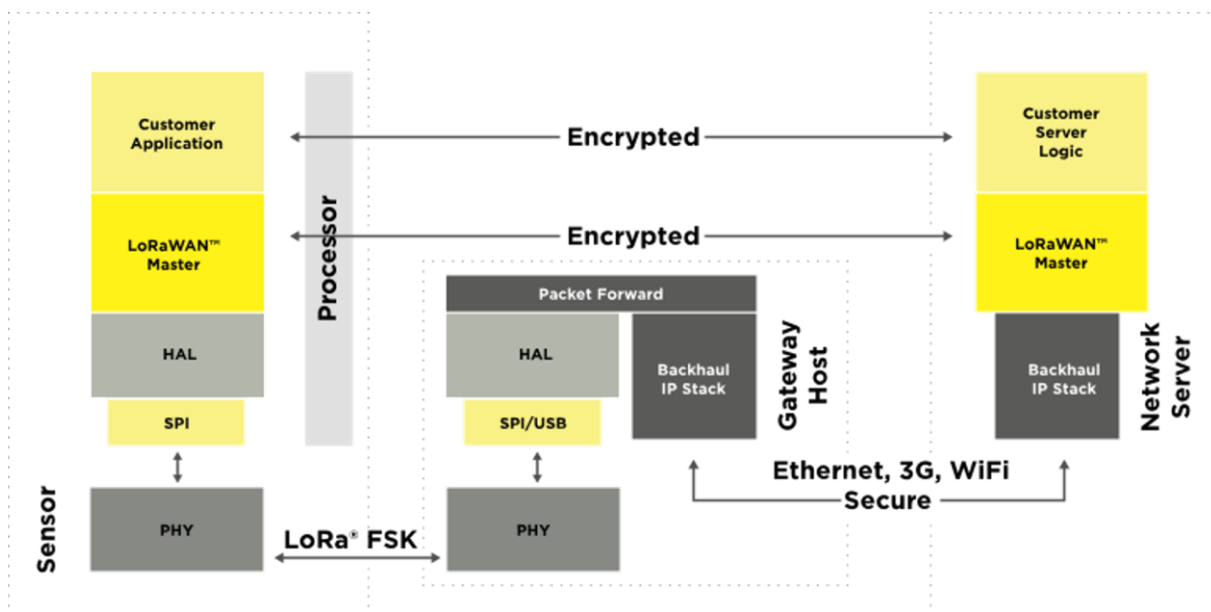 Customer
Application
LoRaWAN™
Master
HAL
SPI
PHY
Sensor
Processor
Encrypted
Encrypted
LoRa® FSK
Packet Forward
HAL
SPI/USB
PHY
Backhaul
IP Stack
Gateway
Host
Ethernet, 3G, WiFi
Secure
Customer
Server
Logic
LoRaWAN™
Master
Backhaul
IP Stack
Network
Server